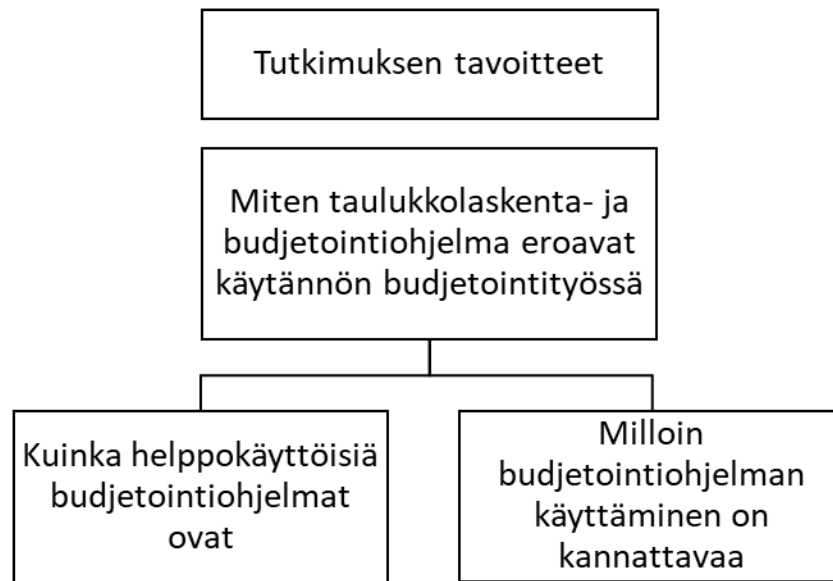 Tutkimuksen tavoitteet
Miten taulukkolaskenta- ja
budjetointiohjelma eroavat
käytännön budjetointityössä
Kuinka helppokäyttöisiä
budjetointiohjelmat
ovat
Milloin
budjetointiohjelman
käyttäminen on
kannattavaa